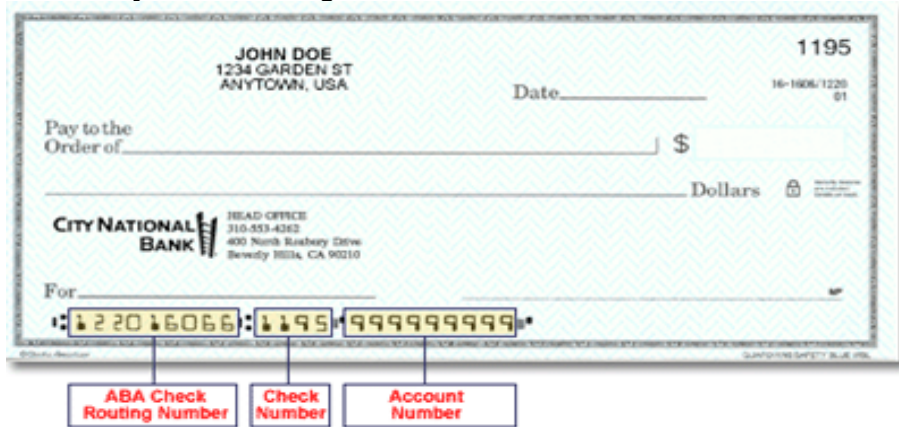 JOHN DOE
1234 GARDEN ST
ANYTOWN, USA
1195
16-1606/1220
01
Date
Pay to the
Order of
$
Dollars
CITY NATIONAL
BANK
HEAD OFFICE
310-553-4262
400 North Roxbury Drive
Beverly Hills, CA 90210
For
MP
122016066 1195 999999999
ABA Check
Routing Number
Check
Number
Account
Number